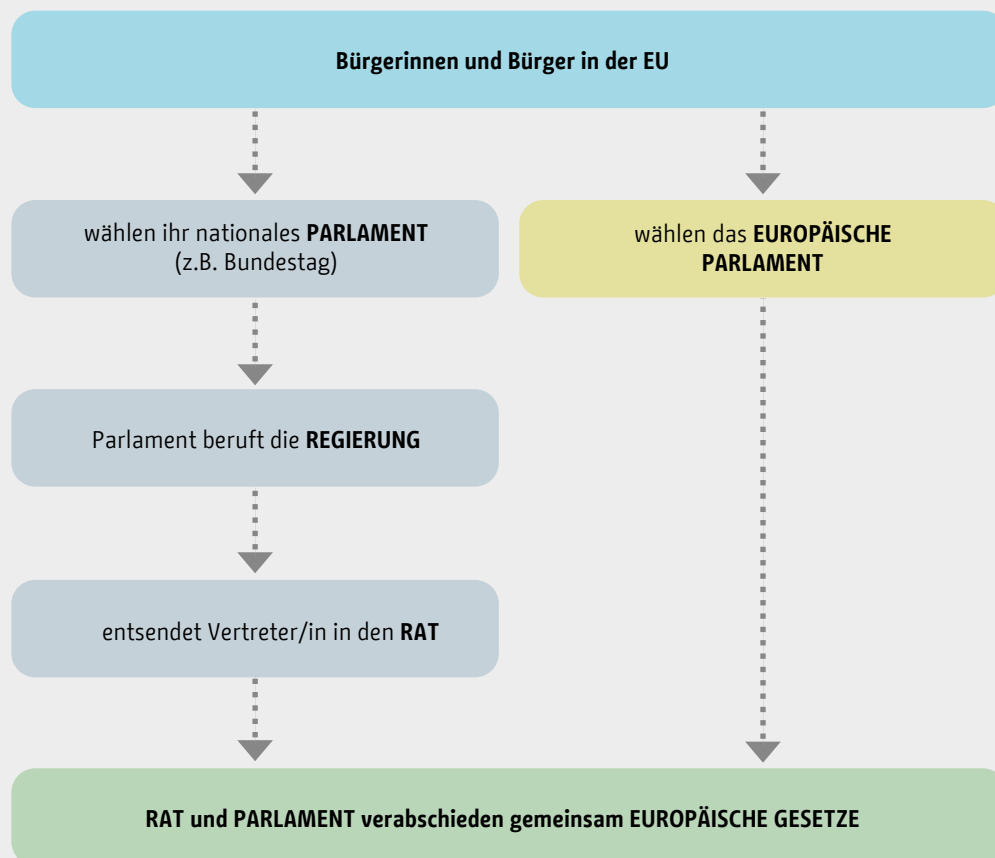 Bürgerinnen und Bürger in der EU
wählen ihr nationales PARLAMENT
(z.B. Bundestag)
wählen das EUROPÄISCHE
PARLAMENT
Parlament beruft die REGIERUNG
entsendet Vertreter/in in den RAT
RAT und PARLAMENT verabschieden gemeinsam EUROPÄISCHE GESETZE